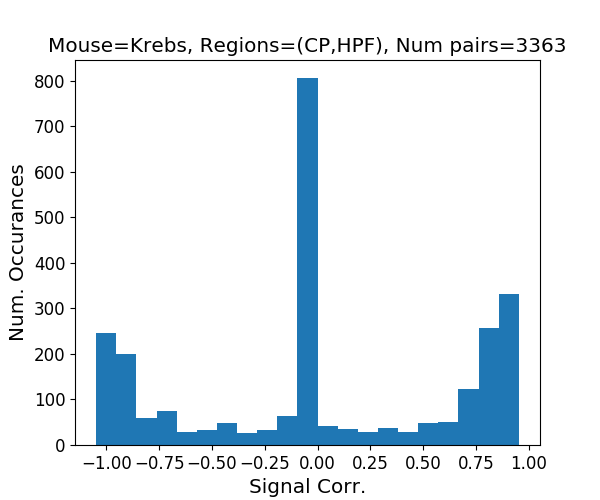 Mouse=Krebs, Regions=(CP,HPF), Num pairs=3363
Num. Occurances
800
700
600
500
400
300
200
100
0
−1.00 −0.75 −0.50 −0.25 0.00 0.25 0.50 0.75 1.00
Signal Corr.